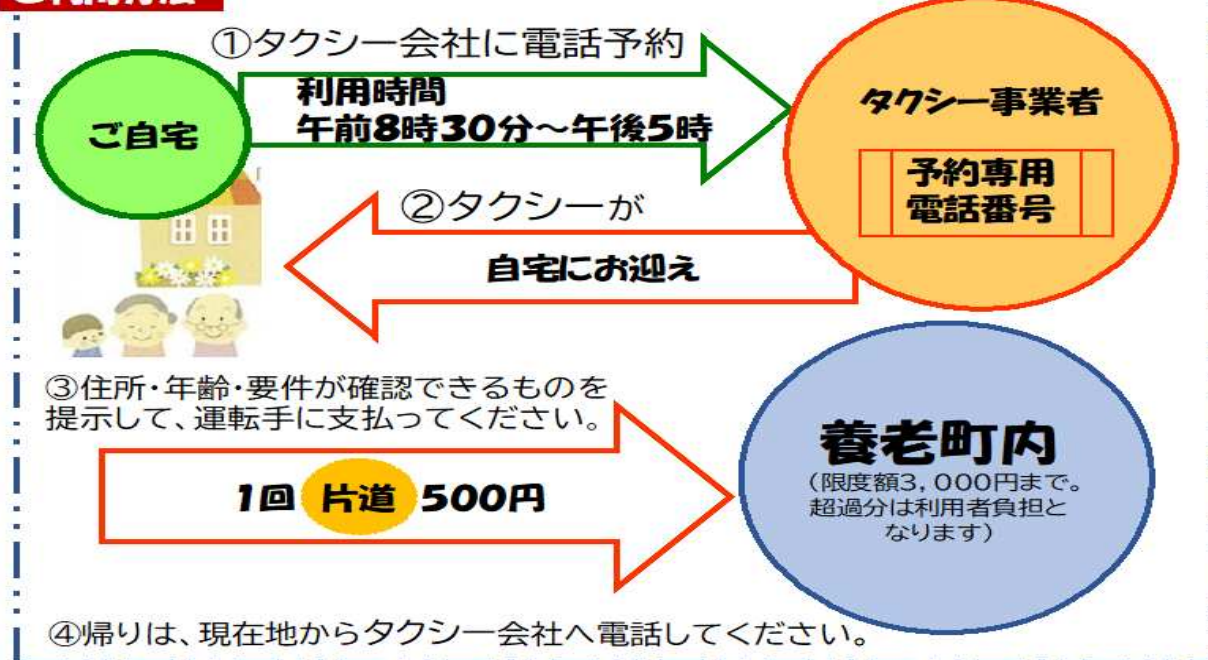 ①タクシー会社に電話予約
利用時間
午前8時30分～午後5時
ご自宅
タクシー事業者
予約専用
電話番号
②タクシーが
自宅にお迎え
③住所・年齢・要件が確認できるものを
提示して、運転手に支払ってください。
1回 片道 500円
養老町内
（限度額3,000円まで。
超過分は利用者負担と
なります）
④帰りは、現在地からタクシー会社へ電話してください。